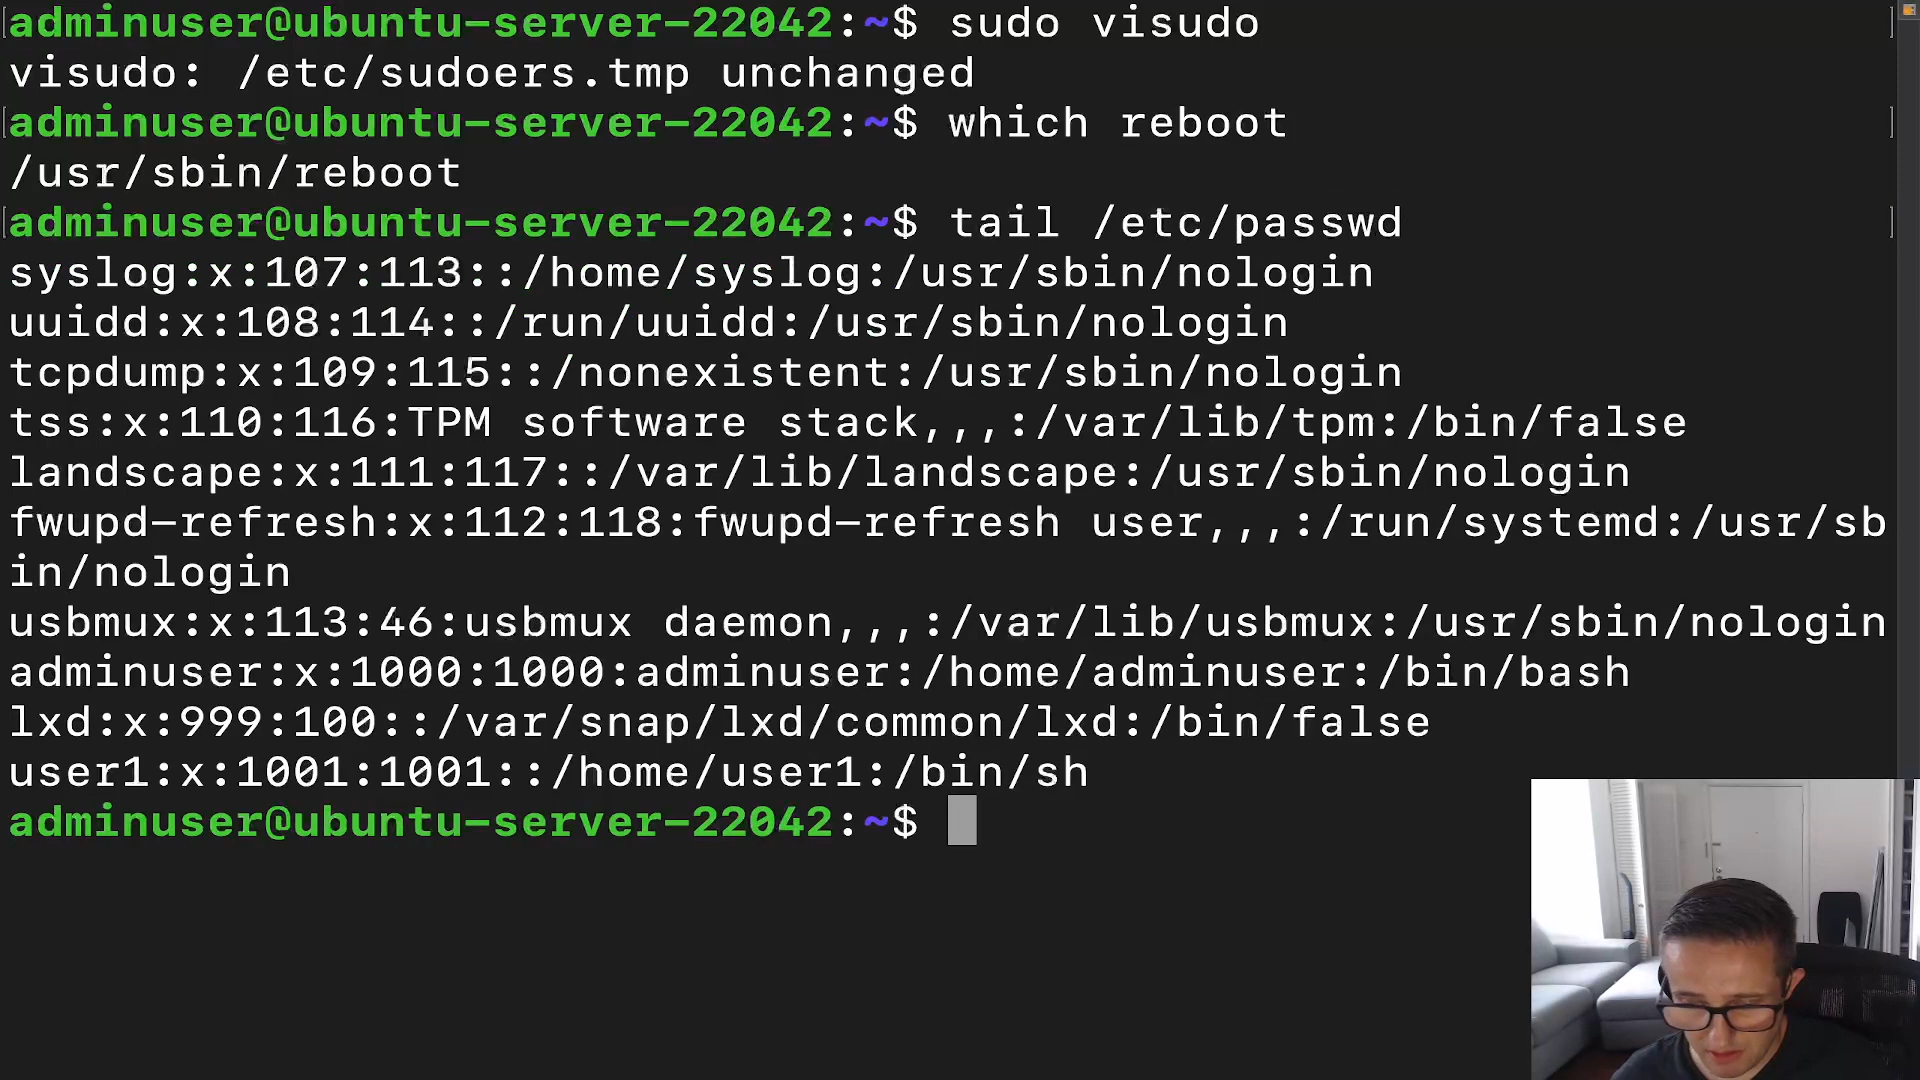 adminuser@ubuntu-server-22042:~$ sudo visudo
visudo: /etc/sudoers.tmp unchanged
adminuser@ubuntu-server-22042:~$ which reboot
/usr/sbin/reboot
adminuser@ubuntu-server-22042:~$ tail /etc/passwd
syslog:x:107:113::/home/syslog:/usr/sbin/nologin
uuidd:x:108:114::/run/uuidd:/usr/sbin/nologin
tcpdump:x:109:115::/nonexistent:/usr/sbin/nologin
tss:x:110:116:TPM software stack,,,:/var/lib/tpm:/bin/false
landscape:x:111:117::/var/lib/landscape:/usr/sbin/nologin
fwupd-refresh:x:112:118:fwupd-refresh user,,,:/run/systemd:/usr/sb
in/nologin
usbmux:x:113:46:usbmux daemon,,,:/var/lib/usbmux:/usr/sbin/nologin
adminuser:x:1000:1000:adminuser:/home/adminuser:/bin/bash
lxd:x:999:100::/var/snap/lxd/common/lxd:/bin/false
user1:x:1001:1001::/home/user1:/bin/sh
adminuser@ubuntu-server-22042:~$